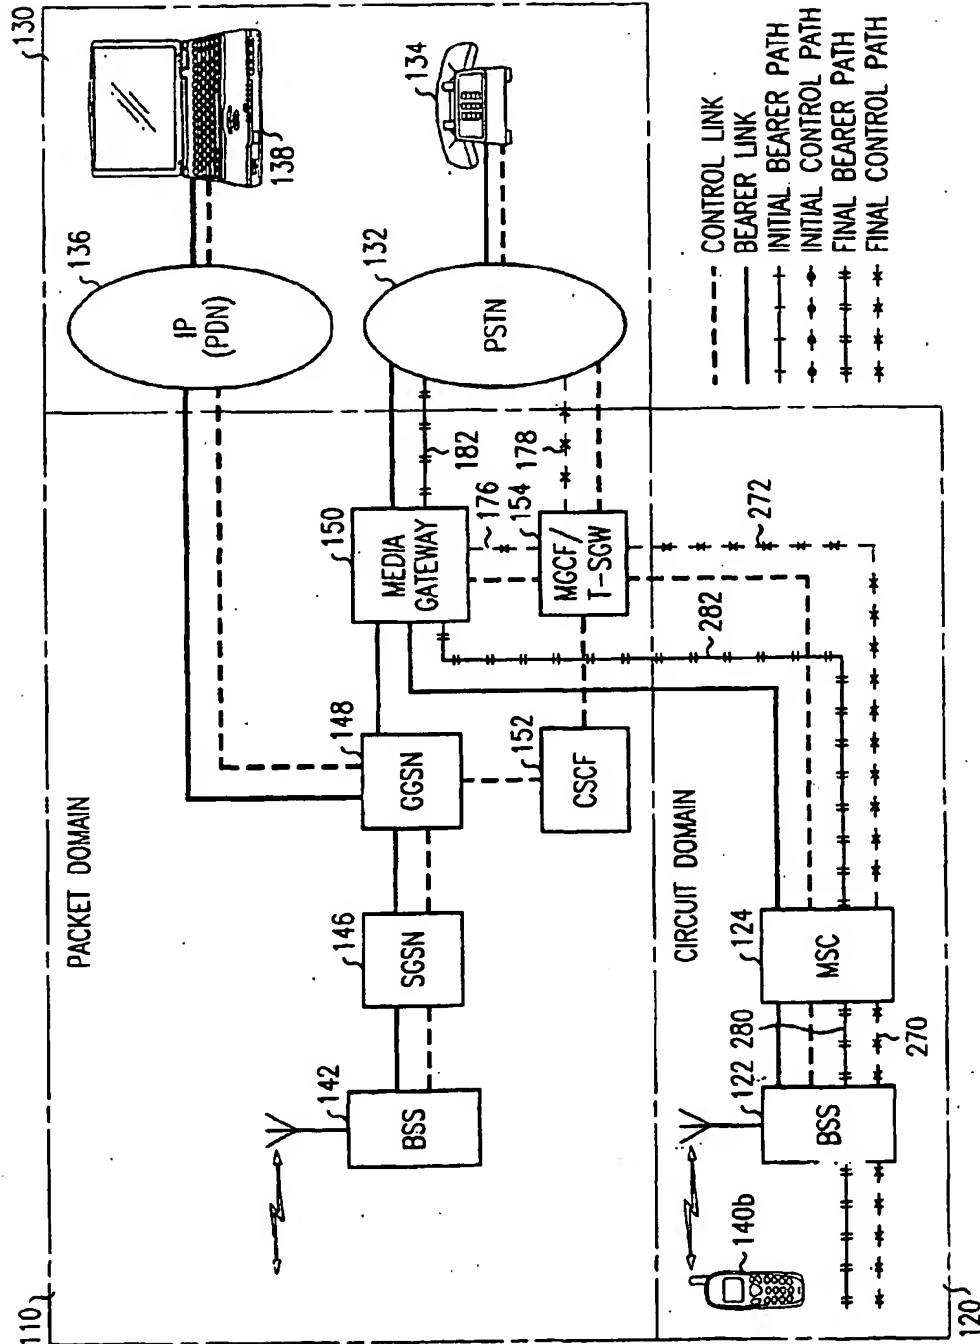 130
138
134
136
IP
(PDN)
132
PSTN
CONTROL LINK
BEARER LINK
INITIAL BEARER PATH
INITIAL CONTROL PATH
FINAL BEARER PATH
FINAL CONTROL PATH
PACKET DOMAIN
150
MEDIA
GATEWAY
182
176
154
178
MGCF/
T-SGW
272
282
148
GGSN
152
CSCF
146
SGSN
142
BSS
CIRCUIT DOMAIN
124
MSC
280
270
122
BSS
140b
110
120